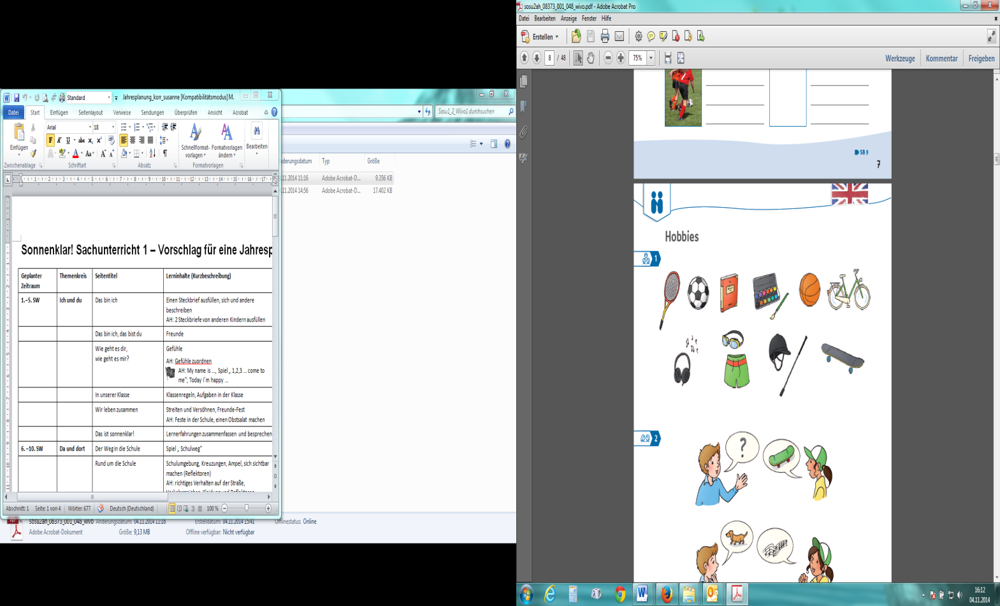 Jahresplanung_korr_susanne [Kompatibilitätsmodus] M.
Standard
Datei Start Einfügen Seitenlayout Verweise Sendungen Überprüfen Ansicht Acrobat
Arial 18
Einfügen
Schnellformat-vorlagen
Formatvorlagen ändern
Bearbeiten
Zwischenablage Schriftart Absatz Formatvorlagen
Sonnenklar! Sachunterricht 1 – Vorschlag für eine Jahresp
Geplanter Zeitraum Themenkreis Seitentitel Lerninhalte (Kurzbeschreibung)
1.–5. SW Ich und du Das bin ich Einen Steckbrief ausfüllen, sich und andere
beschreiben
AH: 2 Steckbriefe von anderen Kindern ausfüllen
Das bin ich, das bist du Freunde
Wie geht es dir, Gefühle
wie geht es mir?
AH: Gefühle zuordnen
AH: My name is ..., Spiel „ 1,2,3 ... come to
me“; Today I´m happy ...
In unserer Klasse Klassenregeln, Aufgaben in der Klasse
Wir leben zusammen Streiten und Versöhnen, Freunde-Fest
AH: Feste in der Schule, einen Obstsalat machen
Das ist sonnenklar! Lernerfahrungen zusammenfassen und besprechen
6. –10. SW Da und dort Der Weg in die Schule Spiel „ Schulweg“
Rund um die Schule Schulumgebung, Kreuzungen, Ampel, sich sichtbar
machen (Reflektoren)
AH: richtiges Verhalten auf der Straße,
Abschnitt: 1 Seite: 1 von 4 Wörter: 677 Deutsch (Deutschland) 100 %
Sosu1_2_Wivo1 durchsuchen
nderungsdatum Typ Größe
.11.2014 11:16 Adobe Acrobat-D... 9.356 KB
.11.2014 14:56 Adobe Acrobat-D... 17.402 KB
sosu2ah_08373_001_048_wivo Änderungsdatum: 04.11.2014 11:16 Erstelldatum: 04.11.2014 15:41 Offlinestatus: Online
Adobe Acrobat-Dokument Größe: 9,13 MB Offline verfügbar: Nicht verfügbar
sosu2ah_08373_001_048_wivo.pdf - Adobe Acrobat Pro
Datei Bearbeiten Anzeige Fenster Hilfe
Erstellen
8 / 48 75% Werkzeuge Kommentar Freigeben
SB 9
7
Hobbies
1
2
?
16:12
04.11.2014